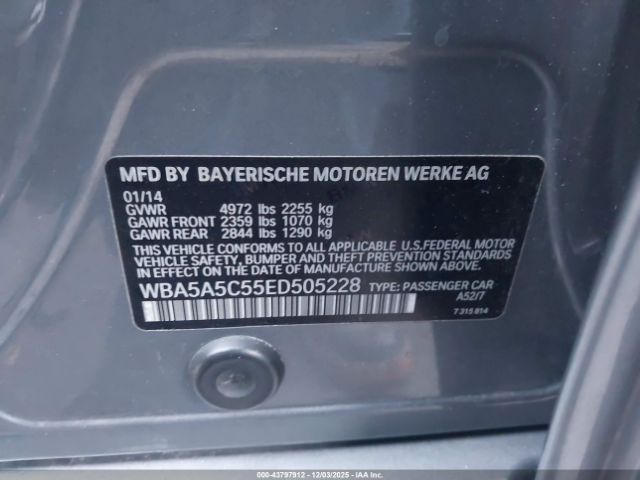 MFD BY BAYERISCHE MOTOREN WERKE AG
01/14
GVWR 4972 lbs 2255 kg
GAWR FRONT 2359 lbs 1070 kg
GAWR REAR 2844 lbs 1290 kg
THIS VEHICLE CONFORMS TO ALL APPLICABLE U.S.FEDERAL MOTOR
VEHICLE SAFETY, BUMPER, AND THEFT PREVENTION STANDARDS
IN EFFECT ON THE DATE OF MANUFACTURE SHOWN ABOVE.
WBA5A5C55ED505228 TYPE: PASSENGER CAR
A52/7
7 315 814
000-43797912 - 12/03/2025 - IAAI.COM